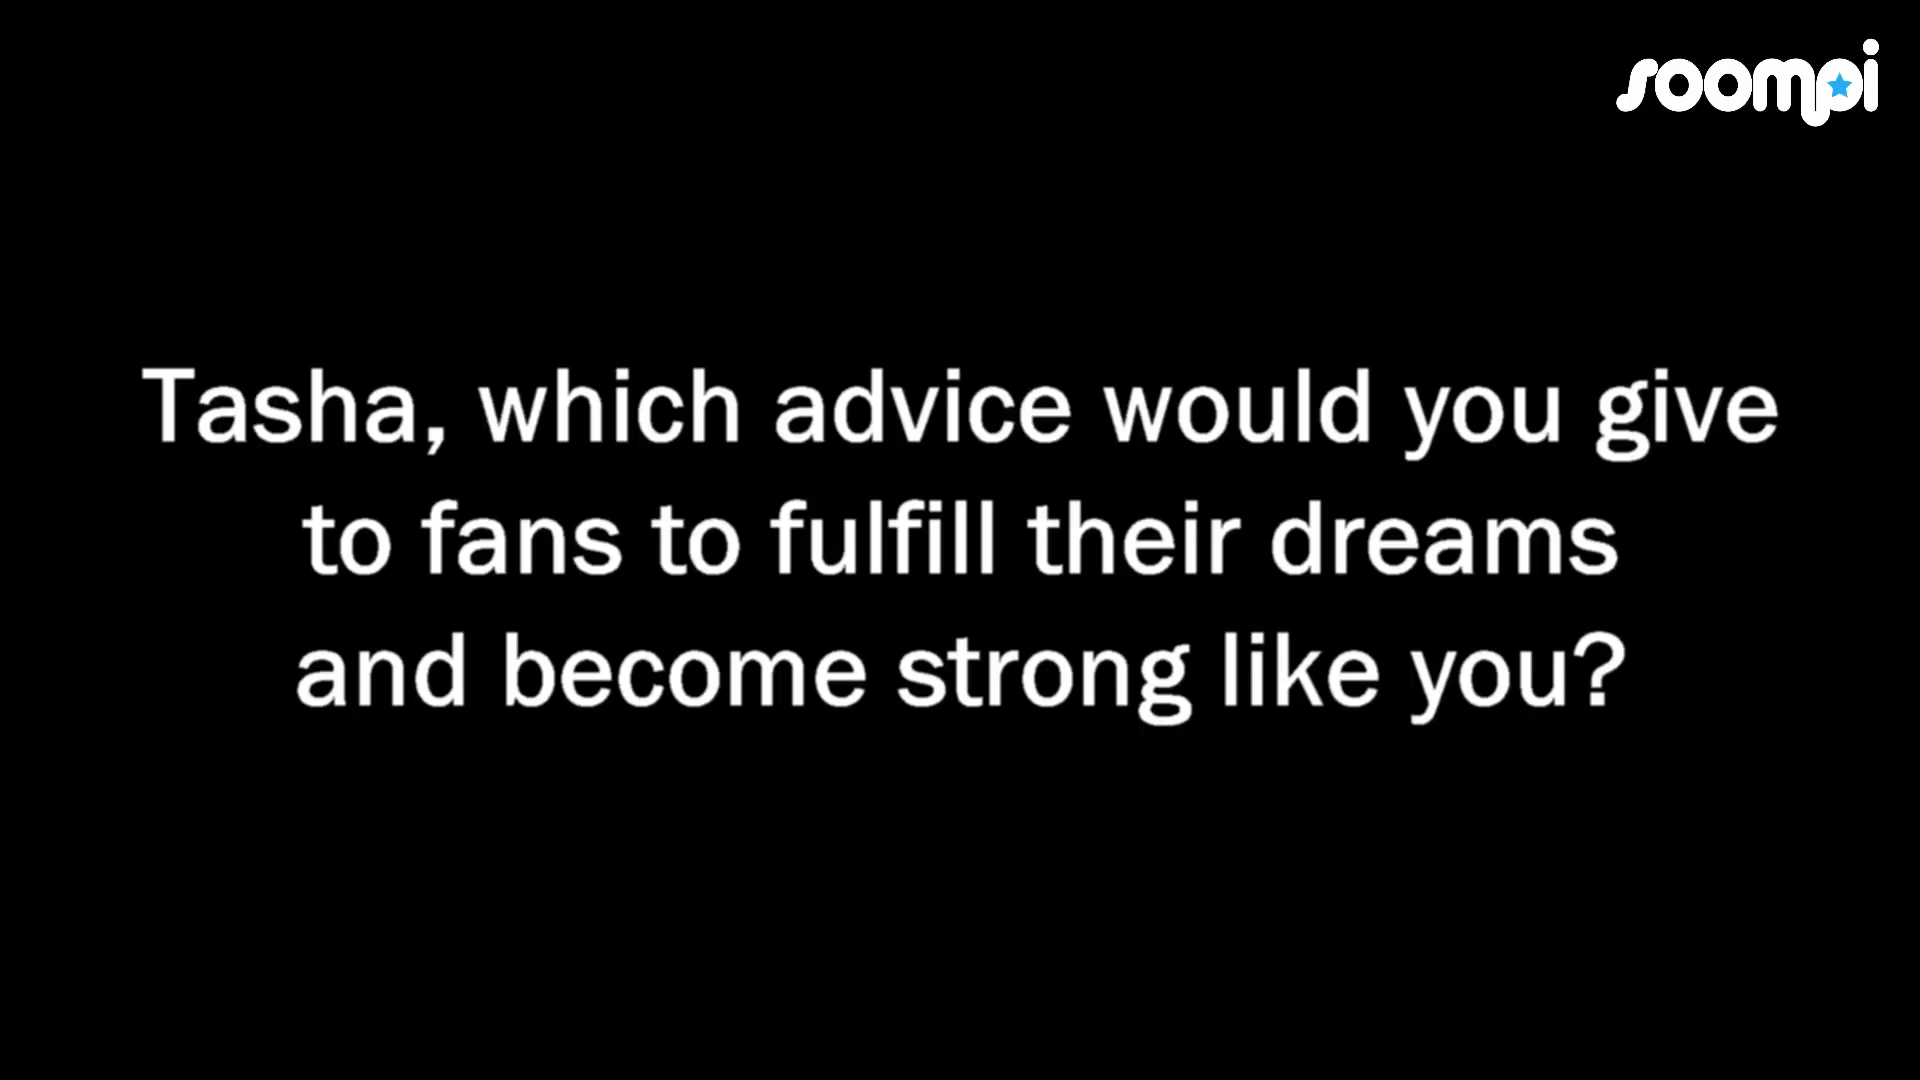 soompi
Tasha, which advice would you give
to fans to fulfill their dreams
and become strong like you?